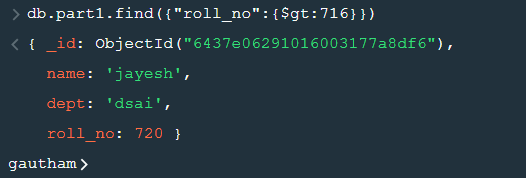 > db.part1.find({"roll_no":{$gt:716}})
< { _id: ObjectId("6437e06291016003177a8df6"),
name: 'jayesh',
dept: 'dsai',
roll_no: 720 }
gautham>